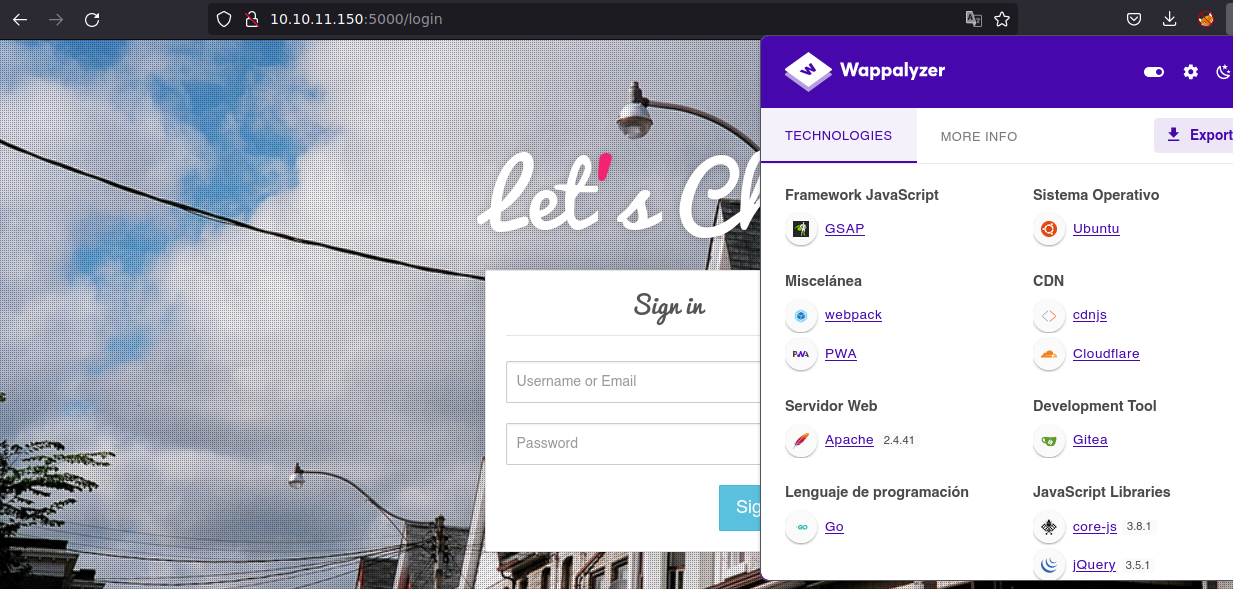 10.10.11.150:5000/login
Wappalyzer
TECHNOLOGIES
MORE INFO
Export
Let's Ch
Sign in
Username or Email
Password
Sig
Framework JavaScript
GSAP
Miscelánea
webpack
PWA
PWA
Servidor Web
Apache 2.4.41
Lenguaje de programación
GO
Go
Sistema Operativo
Ubuntu
CDN
cdnjs
Cloudflare
Development Tool
Gitea
JavaScript Libraries
core-js 3.8.1
jQuery 3.5.1